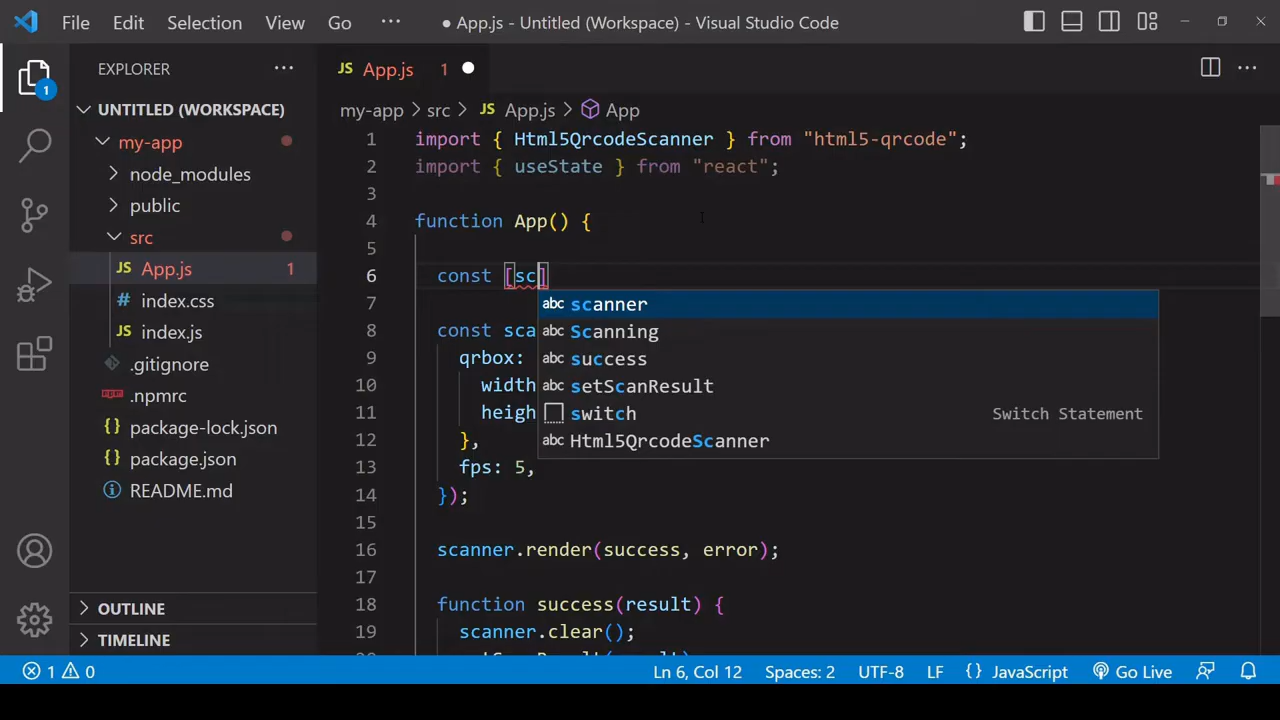 File Edit Selection View Go ··· ● App.js - Untitled (Workspace) - Visual Studio Code
EXPLORER ···
JS App.js 1 ●
1
UNTITLED (WORKSPACE)
my-app
node_modules
public
src
JS App.js 1
# index.css
JS index.js
.gitignore
.npmrc
{} package-lock.json
{} package.json
README.md
OUTLINE
TIMELINE
my-app > src > JS App.js > App
1 import { Html5QrcodeScanner } from "html5-qrcode";
2 import { useState } from "react";
3
4 function App() {
5
6 const [sc]
7
8 const sca
9 qrbox:
10 width
11 heigh
12 },
13 fps: 5,
14 });
15
16 scanner.render(success, error);
17
18 function success(result) {
19 scanner.clear();
abc scanner
abc Scanning
abc success
abc setScanResult
switch Switch Statement
abc Html5QrcodeScanner
1 0 Ln 6, Col 12 Spaces: 2 UTF-8 LF {} JavaScript Go Live